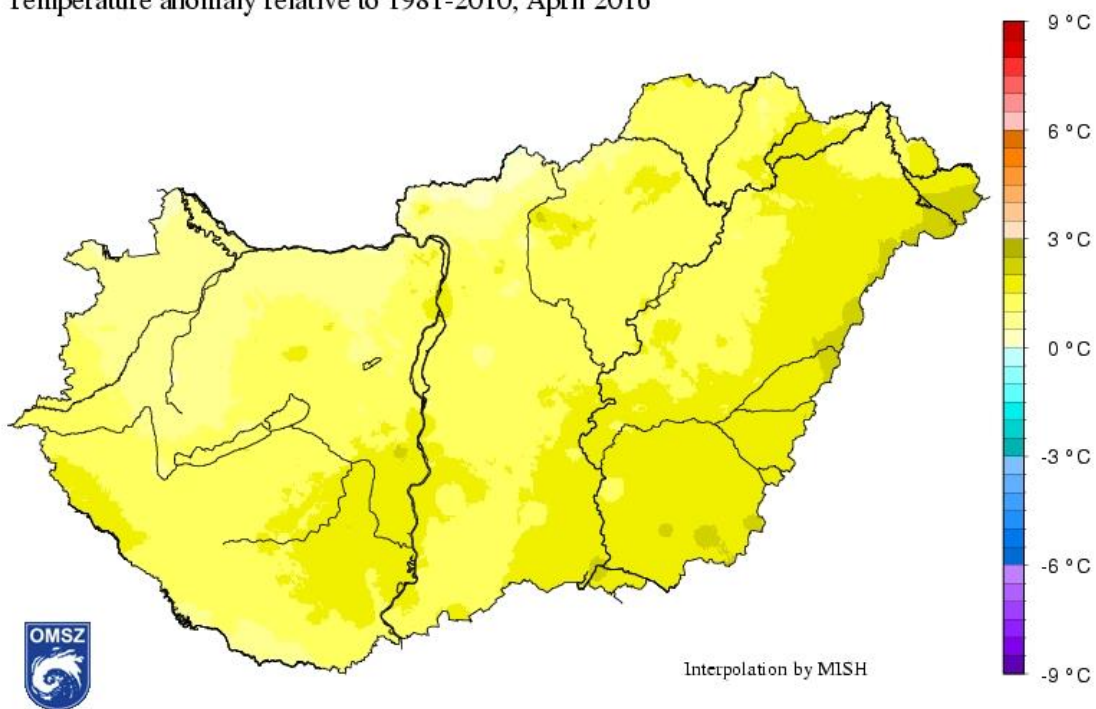 Temperature anomaly relative to 1981-2010, April 2016
9 °C
6 °C
3 °C
0 °C
-3 °C
-6 °C
-9 °C
OMSZ
Interpolation by MISH